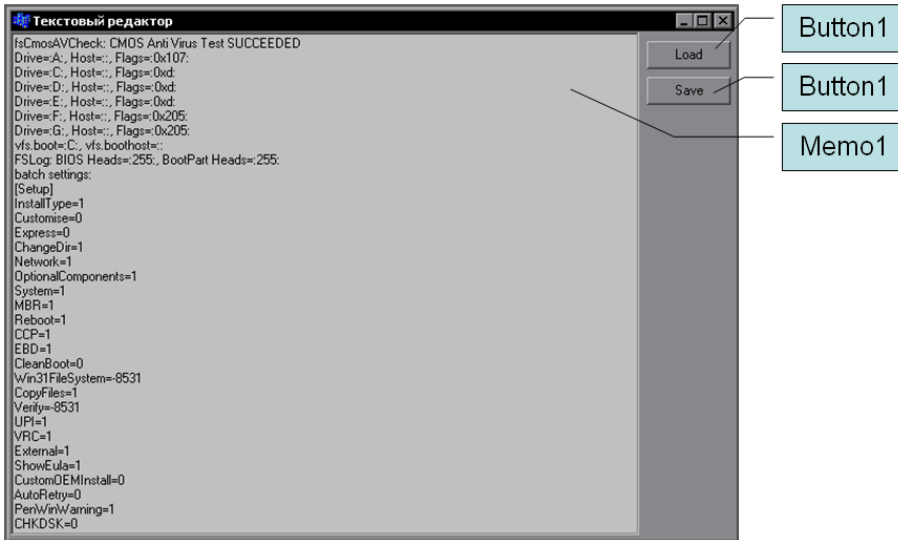 Текстовый редактор
fsCmosAVCheck: CMOS Anti Virus Test SUCCEEDED
Drive=:A:, Host=::, Flags=:0x107:
Drive=:C:, Host=::, Flags=:0xd:
Drive=:D:, Host=::, Flags=:0xd:
Drive=:E:, Host=::, Flags=:0xd:
Drive=:F:, Host=::, Flags=:0x205:
Drive=:G:, Host=::, Flags=:0x205:
vfs.boot=:C:, vfs.boothost=::
FSLog: BIOS Heads=:255:, BootPart Heads=:255:
batch settings:
[Setup]
InstallType=1
Customise=0
Express=0
ChangeDir=1
Network=1
OptionalComponents=1
System=1
MBR=1
Reboot=1
CCP=1
EBD=1
CleanBoot=0
Win31FileSystem=-8531
CopyFiles=1
Verify=-8531
UPI=1
VRC=1
External=1
ShowEula=1
CustomOEMInstall=0
AutoRetry=0
PenWinWarning=1
CHKDSK=0
Load
Save
Button1
Button1
Memo1